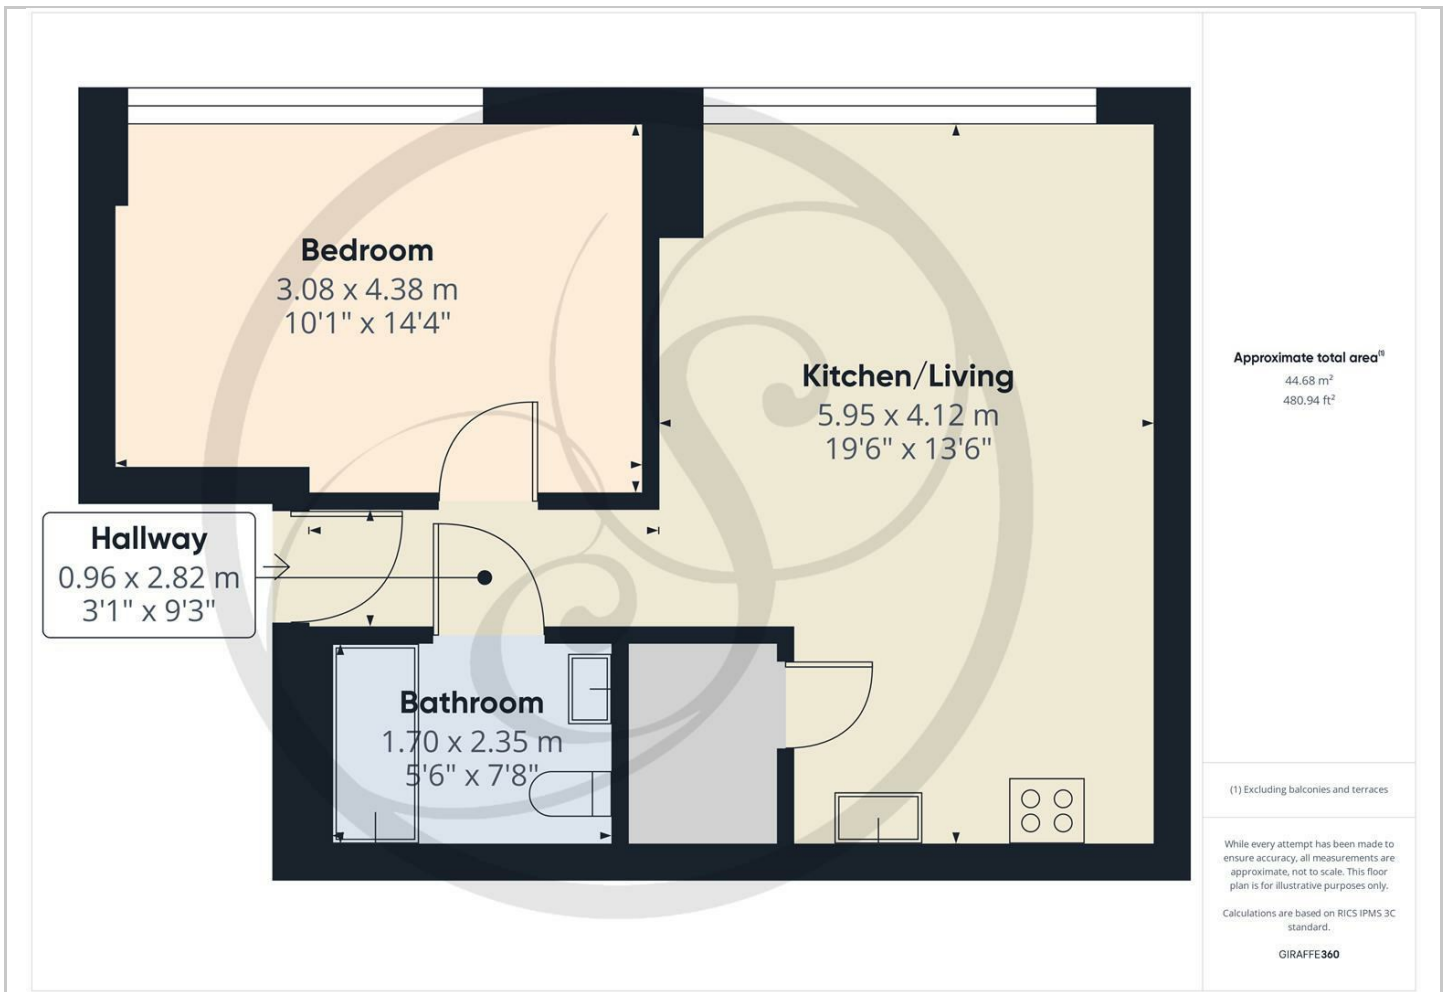 Bedroom
3.08 x 4.38 m
10'1" x 14'4"
Kitchen/Living
5.95 x 4.12 m
19'6" x 13'6"
Hallway
0.96 x 2.82 m
3'1" x 9'3"
Bathroom
1.70 x 2.35 m
5'6" x 7'8"
Approximate total area(1)
44.68 m²
480.94 ft²
(1) Excluding balconies and terraces
While every attempt has been made to
ensure accuracy, all measurements are
approximate, not to scale. This floor
plan is for illustrative purposes only.
Calculations are based on RICS IPMS 3C
standard.
GIRAFFE360